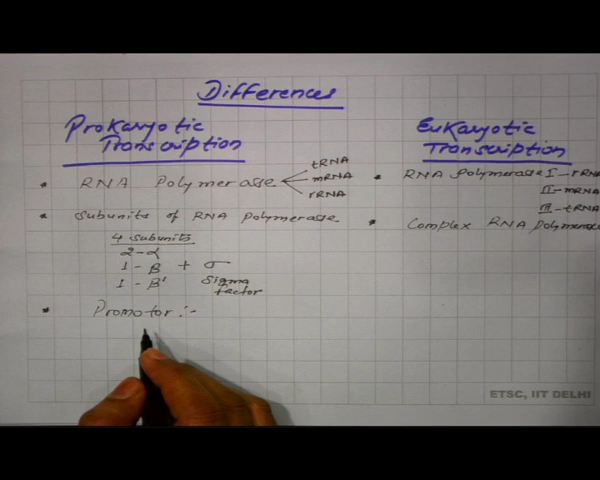 Differences
Prokaryotic
Transcription
Eukaryotic
Transcription
RNA Polymerase
tRNA
mRNA
rRNA
RNA Polymerase I - rRNA
II - mRNA
III - tRNA
Subunits of RNA polymerase
Complex RNA polymerase
4 subunits
2-α
1-β + σ
1-β' Sigma
factor
Promotor :-
ETSC, IIT DELHI